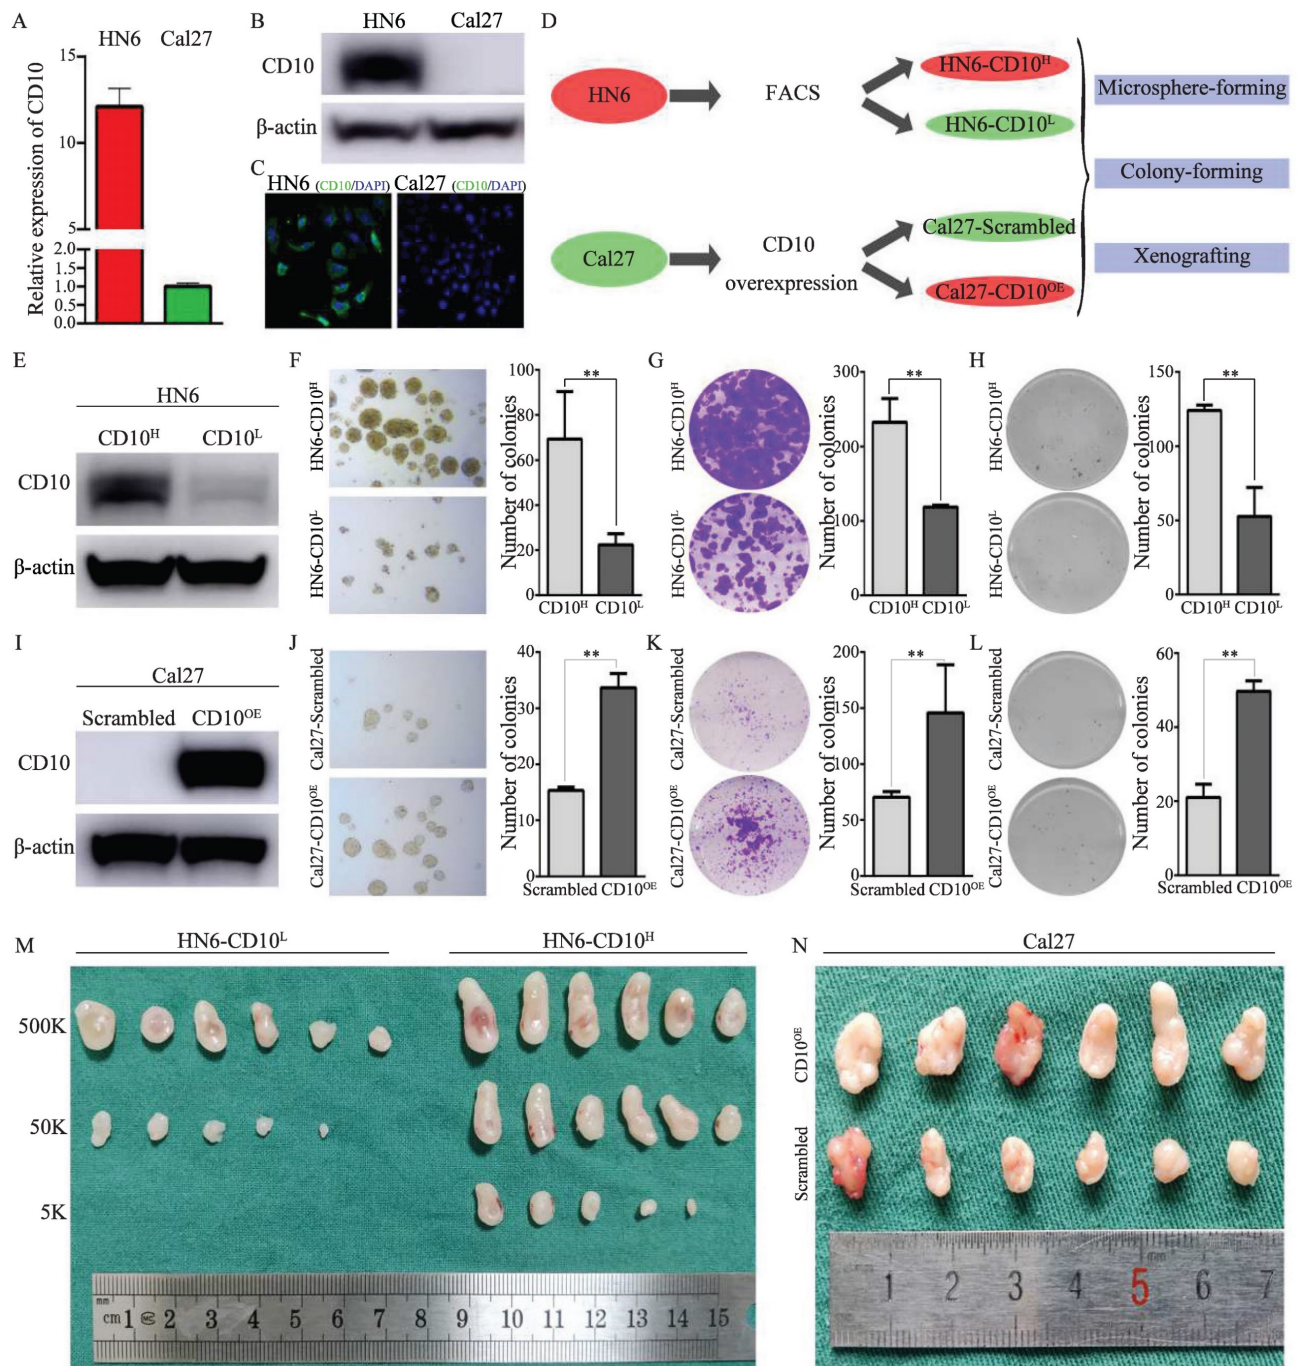 A
HN6 Cal27
Relative expression of CD10
15
10
5
2.0
1.5
1.0
0.5
0.0
B
HN6 Cal27
CD10
β-actin
C
HN6 (CD10/DAPI) Cal27 (CD10/DAPI)
D
HN6
FACS
HN6-CD10ᴴ
HN6-CD10ᴸ
Cal27
CD10
overexpression
Cal27-Scrambled
Cal27-CD10ᴼᴱ
Microsphere-forming
Colony-forming
Xenografting
E
HN6
CD10ᴴ CD10ᴸ
CD10
β-actin
F
HN6-CD10ᴴ
HN6-CD10ᴸ
Number of colonies
100
80
60
40
20
0
**
CD10ᴴ CD10ᴸ
G
HN6-CD10ᴴ
HN6-CD10ᴸ
Number of colonies
300
200
100
0
**
CD10ᴴ CD10ᴸ
H
HN6-CD10ᴴ
HN6-CD10ᴸ
Number of colonies
150
100
50
0
**
CD10ᴴ CD10ᴸ
I
Cal27
Scrambled CD10ᴼᴱ
CD10
β-actin
J
Cal27-Scrambled
Cal27-CD10ᴼᴱ
Number of colonies
40
30
20
10
0
**
Scrambled CD10ᴼᴱ
K
Cal27-Scrambled
Cal27-CD10ᴼᴱ
Number of colonies
200
150
100
50
0
**
Scrambled CD10ᴼᴱ
L
Cal27-Scrambled
Cal27-CD10ᴼᴱ
Number of colonies
60
40
20
0
**
Scrambled CD10ᴼᴱ
M
HN6-CD10ᴸ HN6-CD10ᴴ
500K
50K
5K
mm
cm 1 MC 2 3 4 5 6 7 8 9 10 11 12 13 14 15
N
Cal27
CD10ᴼᴱ
Scrambled
mm
1 2 3 4 5 6 7